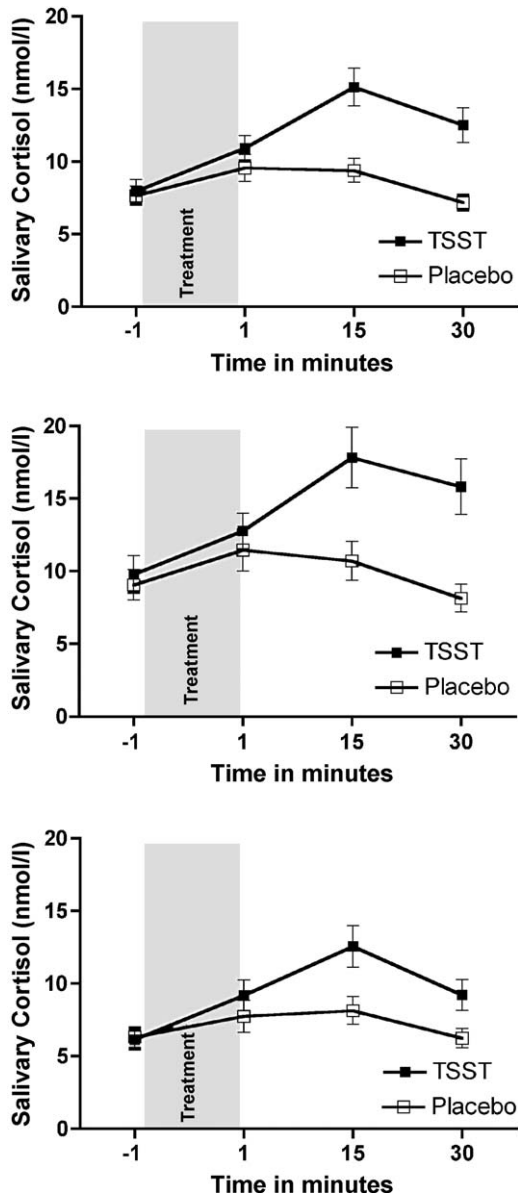 20
15
10
5
0
Salivary Cortisol (nmol/l)
Treatment
TSST
Placebo
-1 1 15 30
Time in minutes
20
15
10
5
0
Salivary Cortisol (nmol/l)
Treatment
TSST
Placebo
-1 1 15 30
Time in minutes
20
15
10
5
0
Salivary Cortisol (nmol/l)
Treatment
TSST
Placebo
-1 1 15 30
Time in minutes